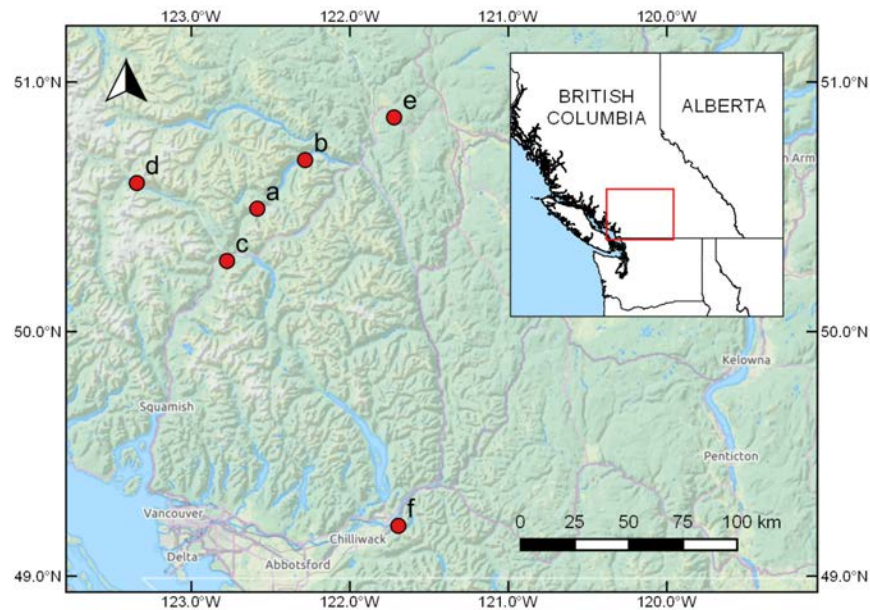 123.0°W 122.0°W 121.0°W 120.0°W
51.0°N 51.0°N
50.0°N 50.0°N
49.0°N 49.0°N
BRITISH
COLUMBIA
ALBERTA
e
b
d
a
c
f
Arm
Kelowna
Squamish
Penticton
Vancouver
Delta
Abbotsford
Chilliwack
0 25 50 75 100 km
123.0°W 122.0°W 121.0°W 120.0°W